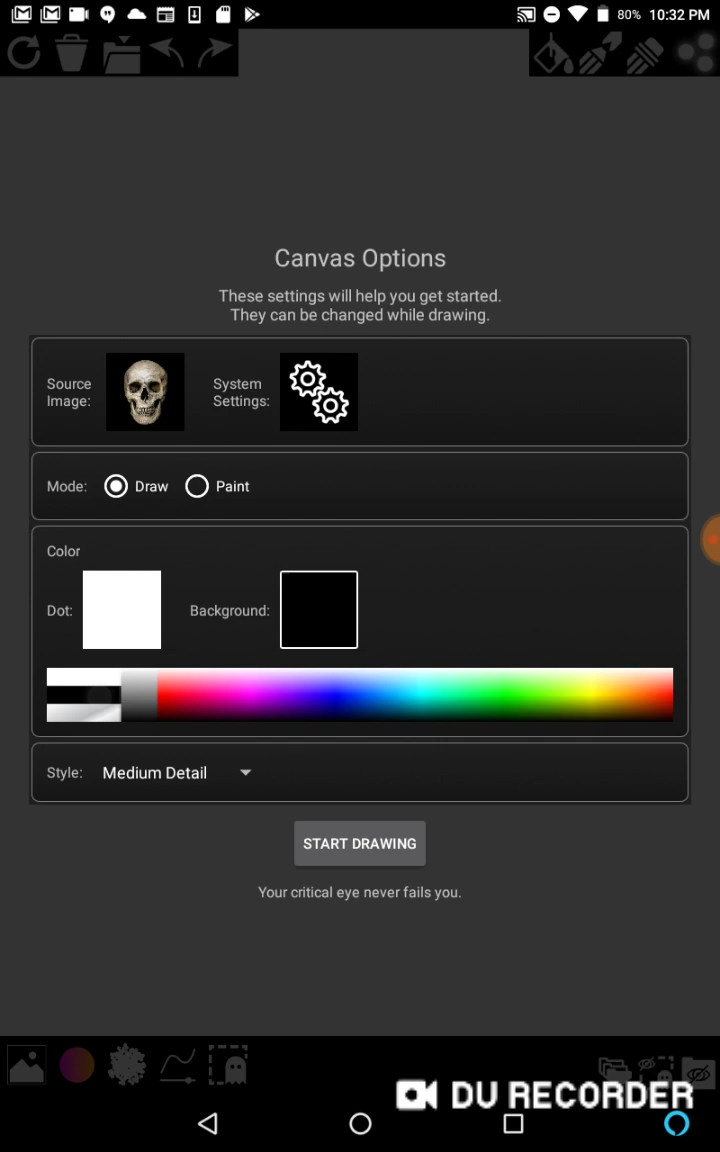 80% 10:32 PM
Canvas Options
These settings will help you get started.
They can be changed while drawing.
Source
Image:
System
Settings:
Mode: Draw Paint
Color
Dot: Background:
Style: Medium Detail
START DRAWING
Your critical eye never fails you.
DU RECORDER